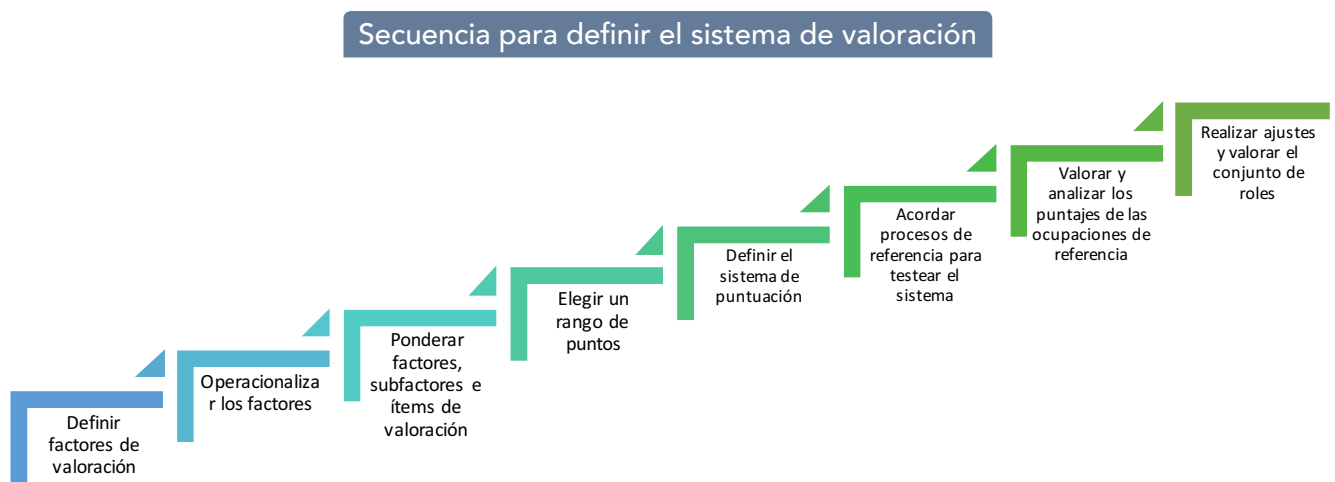 Secuencia para definir el sistema de valoración
Definir
factores de
valoración
Operacionaliza
r los factores
Ponderar
factores,
subfactores e
ítems de
valoración
Elegir un
rango de
puntos
Definir el
sistema de
puntuación
Acordar
procesos de
referencia para
testear el
sistema
Valorar y
analizar los
puntajes de las
ocupaciones de
referencia
Realizar ajustes
y valorar el
conjunto de
roles